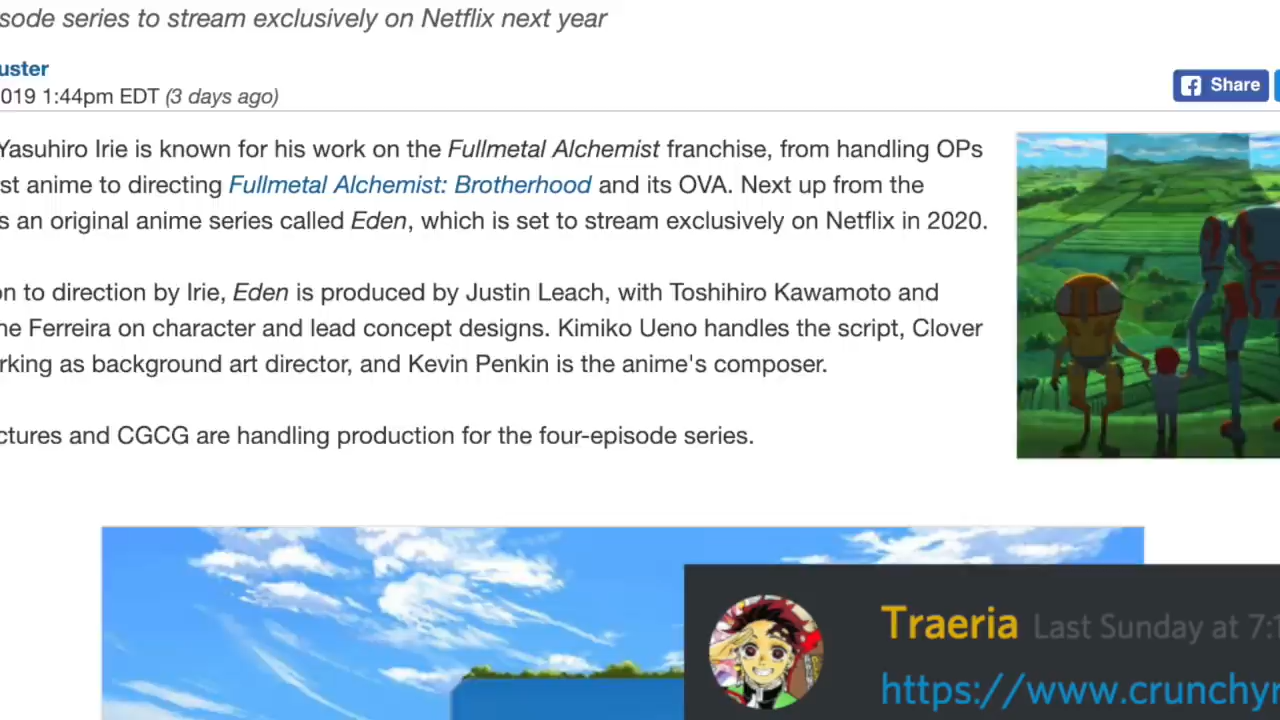 sode series to stream exclusively on Netflix next year
uster
019 1:44pm EDT (3 days ago)
Share
Yasuhiro Irie is known for his work on the Fullmetal Alchemist franchise, from handling OPs
rst anime to directing Fullmetal Alchemist: Brotherhood and its OVA. Next up from the
s an original anime series called Eden, which is set to stream exclusively on Netflix in 2020.
on to direction by Irie, Eden is produced by Justin Leach, with Toshihiro Kawamoto and
ne Ferreira on character and lead concept designs. Kimiko Ueno handles the script, Clover
rking as background art director, and Kevin Penkin is the anime's composer.
ctures and CGCG are handling production for the four-episode series.
Traeria Last Sunday at 7:1
https://www.crunchyr